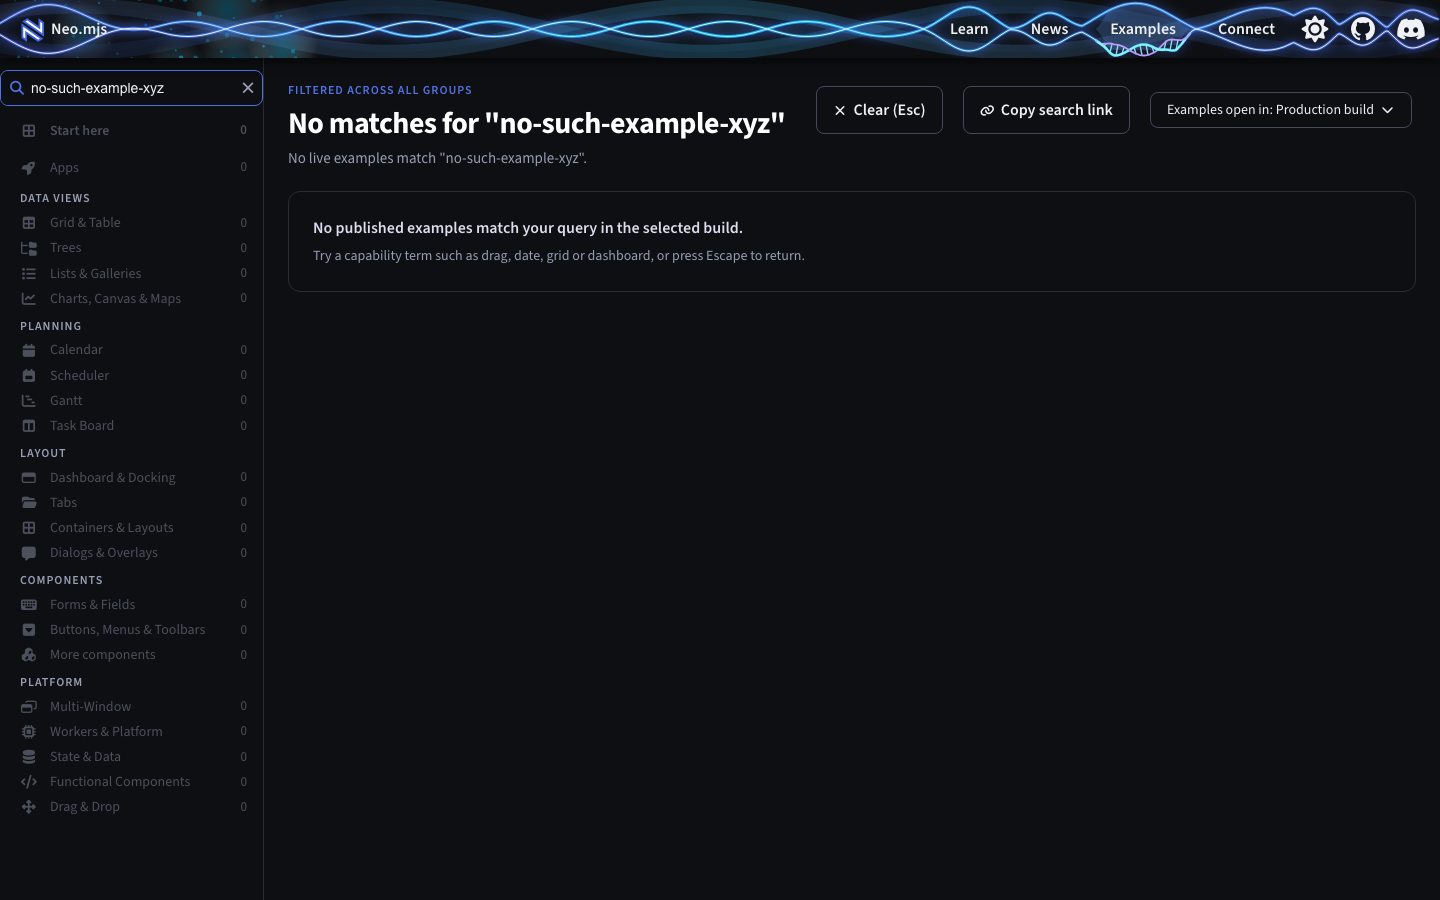 Neo.mjs
Learn
News
Examples
Connect
no-such-example-xyz
Start here 0
Apps 0
DATA VIEWS
Grid & Table 0
Trees 0
Lists & Galleries 0
Charts, Canvas & Maps 0
PLANNING
Calendar 0
Scheduler 0
Gantt 0
Task Board 0
LAYOUT
Dashboard & Docking 0
Tabs 0
Containers & Layouts 0
Dialogs & Overlays 0
COMPONENTS
Forms & Fields 0
Buttons, Menus & Toolbars 0
More components 0
PLATFORM
Multi-Window 0
Workers & Platform 0
State & Data 0
Functional Components 0
Drag & Drop 0
FILTERED ACROSS ALL GROUPS
No matches for "no-such-example-xyz"
No live examples match "no-such-example-xyz".
Clear (Esc)
Copy search link
Examples open in: Production build
No published examples match your query in the selected build.
Try a capability term such as drag, date, grid or dashboard, or press Escape to return.